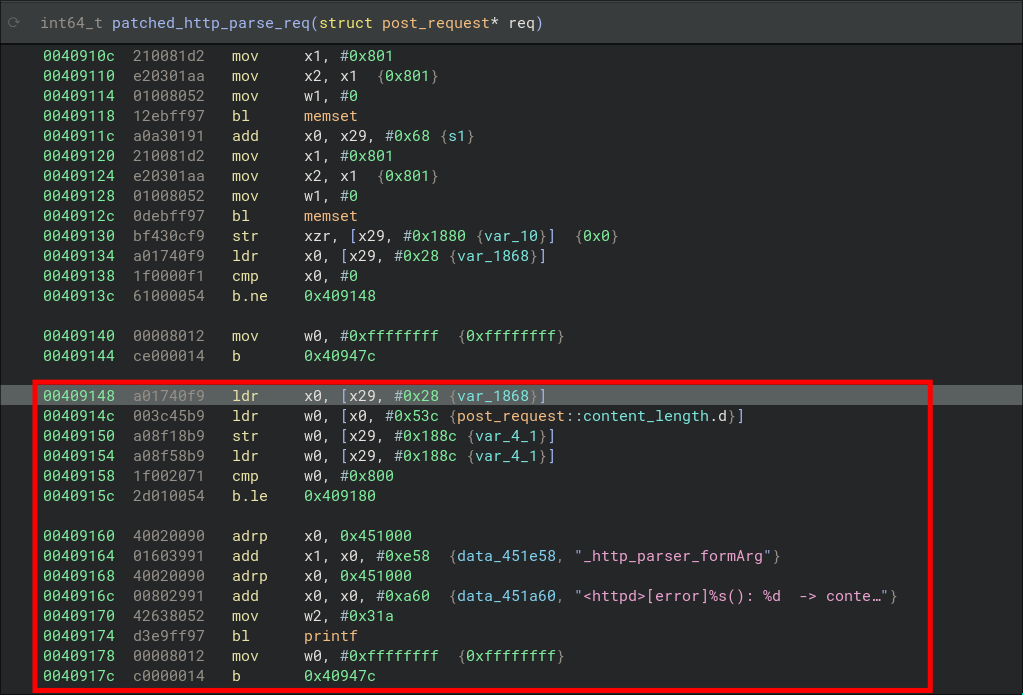 int64_t patched_http_parse_req(struct post_request* req)
0040910c 210081d2 mov x1, #0x801
00409110 e20301aa mov x2, x1 {0x801}
00409114 01008052 mov w1, #0
00409118 12ebff97 bl memset
0040911c a0a30191 add x0, x29, #0x68 {s1}
00409120 210081d2 mov x1, #0x801
00409124 e20301aa mov x2, x1 {0x801}
00409128 01008052 mov w1, #0
0040912c 0debff97 bl memset
00409130 bf430cf9 str xzr, [x29, #0x1880 {var_10}] {0x0}
00409134 a01740f9 ldr x0, [x29, #0x28 {var_1868}]
00409138 1f0000f1 cmp x0, #0
0040913c 61000054 b.ne 0x409148
00409140 00008012 mov w0, #0xffffffff {0xffffffff}
00409144 ce000014 b 0x40947c
00409148 a01740f9 ldr x0, [x29, #0x28 {var_1868}]
0040914c 003c45b9 ldr w0, [x0, #0x53c {post_request::content_length.d}]
00409150 a08f18b9 str w0, [x29, #0x188c {var_4_1}]
00409154 a08f58b9 ldr w0, [x29, #0x188c {var_4_1}]
00409158 1f002071 cmp w0, #0x800
0040915c 2d010054 b.le 0x409180
00409160 40020090 adrp x0, 0x451000
00409164 01603991 add x1, x0, #0xe58 {data_451e58, "_http_parser_formArg"}
00409168 40020090 adrp x0, 0x451000
0040916c 00802991 add x0, x0, #0xa60 {data_451a60, "<httpd>[error]%s(): %d -> conte…"}
00409170 42638052 mov w2, #0x31a
00409174 d3e9ff97 bl printf
00409178 00008012 mov w0, #0xffffffff {0xffffffff}
0040917c c0000014 b 0x40947c